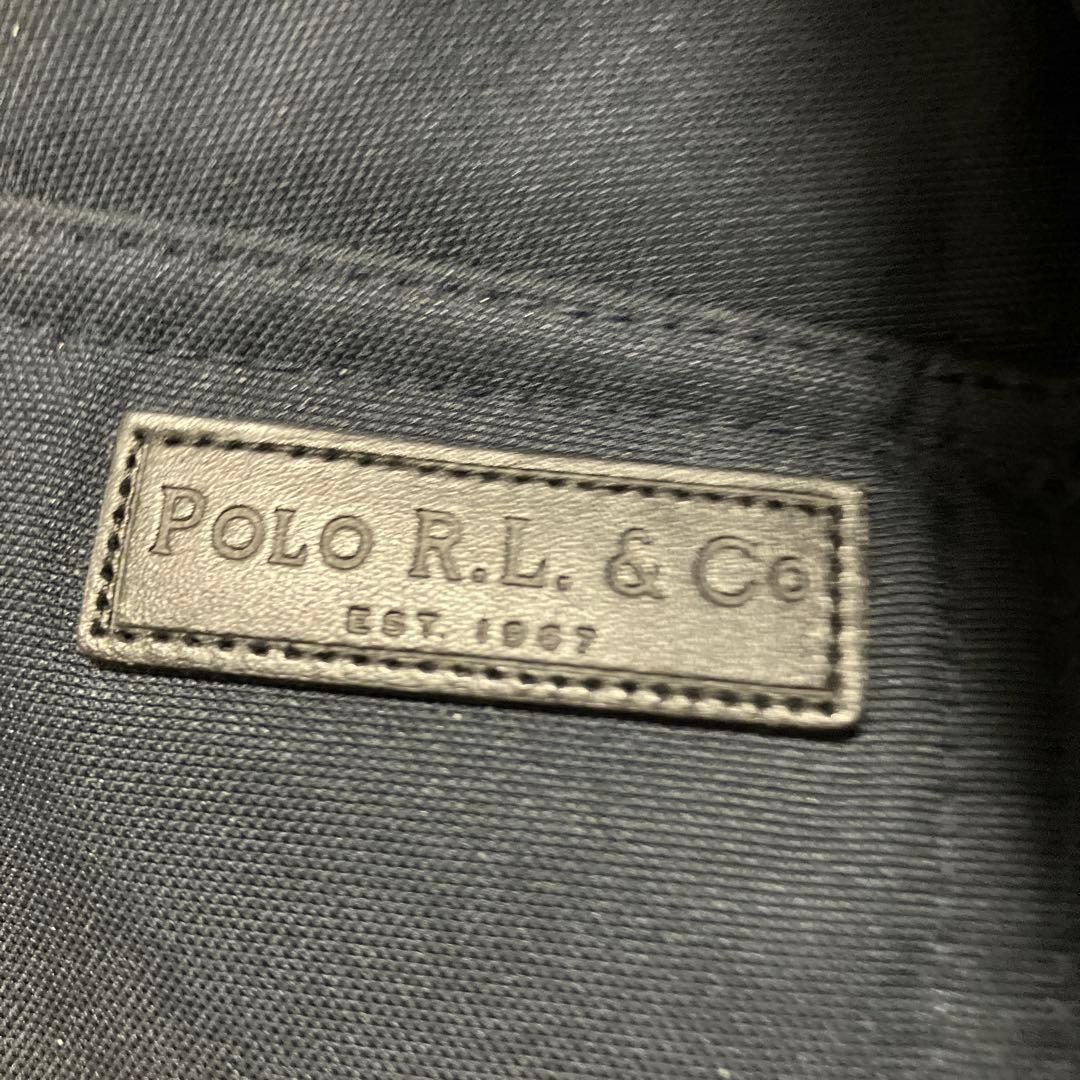 POLO R.L. & Co
EST. 1967